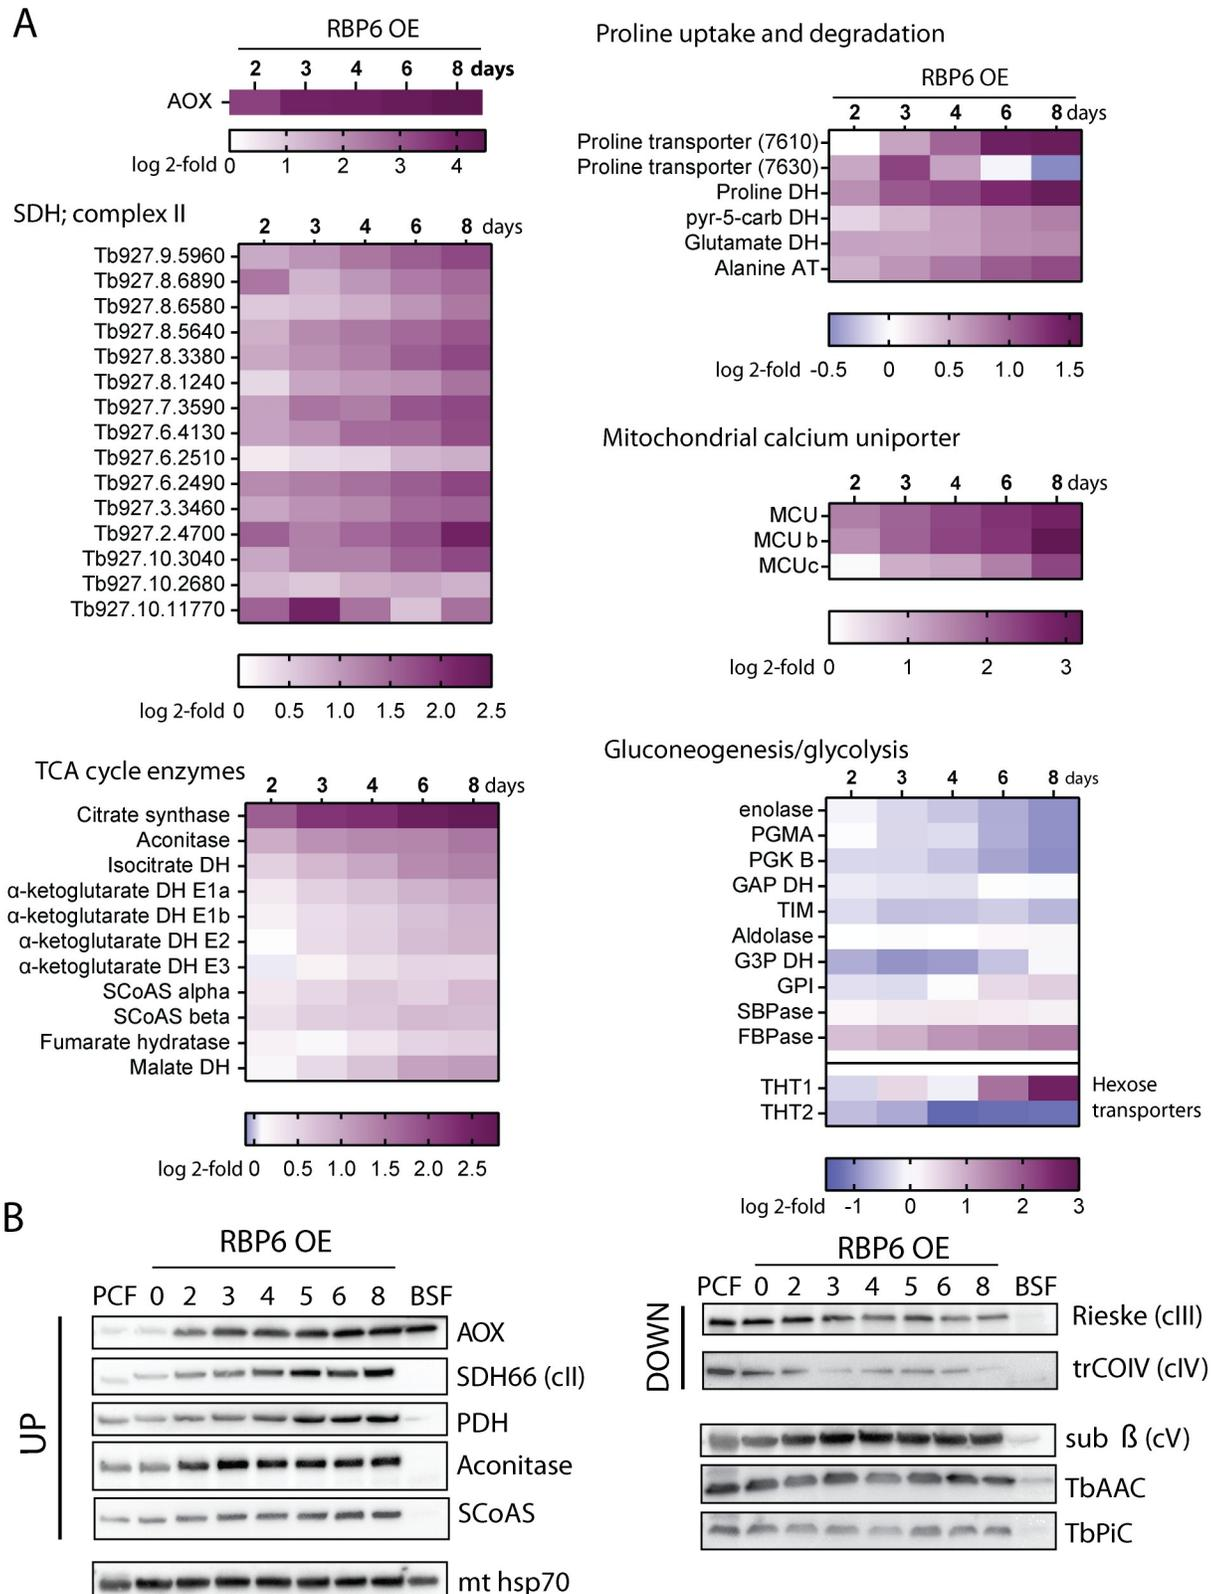 A
RBP6 OE
2 3 4 6 8 days
AOX
log 2-fold 0 1 2 3 4
SDH; complex II
2 3 4 6 8 days
Tb927.9.5960
Tb927.8.6890
Tb927.8.6580
Tb927.8.5640
Tb927.8.3380
Tb927.8.1240
Tb927.7.3590
Tb927.6.4130
Tb927.6.2510
Tb927.6.2490
Tb927.3.3460
Tb927.2.4700
Tb927.10.3040
Tb927.10.2680
Tb927.10.11770
log 2-fold 0 0.5 1.0 1.5 2.0 2.5
TCA cycle enzymes
2 3 4 6 8 days
Citrate synthase
Aconitase
Isocitrate DH
α-ketoglutarate DH E1a
α-ketoglutarate DH E1b
α-ketoglutarate DH E2
α-ketoglutarate DH E3
SCoAS alpha
SCoAS beta
Fumarate hydratase
Malate DH
log 2-fold 0 0.5 1.0 1.5 2.0 2.5
Proline uptake and degradation
RBP6 OE
2 3 4 6 8 days
Proline transporter (7610)
Proline transporter (7630)
Proline DH
pyr-5-carb DH
Glutamate DH
Alanine AT
log 2-fold -0.5 0 0.5 1.0 1.5
Mitochondrial calcium uniporter
2 3 4 6 8 days
MCU
MCU b
MCUc
log 2-fold 0 1 2 3
Gluconeogenesis/glycolysis
2 3 4 6 8 days
enolase
PGMA
PGK B
GAP DH
TIM
Aldolase
G3P DH
GPI
SBPase
FBPase
THT1
THT2
Hexose
transporters
log 2-fold -1 0 1 2 3
B
RBP6 OE
PCF 0 2 3 4 5 6 8 BSF
UP
AOX
SDH66 (cII)
PDH
Aconitase
SCoAS
mt hsp70
RBP6 OE
PCF 0 2 3 4 5 6 8 BSF
DOWN
Rieske (cIII)
trCOIV (cIV)
sub ß (cV)
TbAAC
TbPiC